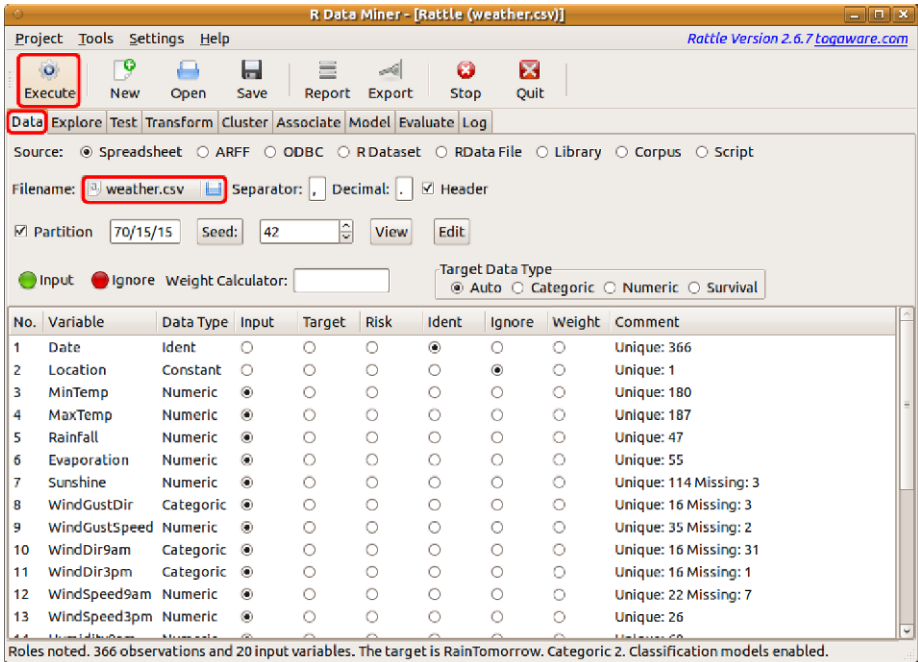 R Data Miner - [Rattle (weather.csv)]
Project Tools Settings Help Rattle Version 2.6.7 togaware.com
Execute New Open Save Report Export Stop Quit
Data Explore Test Transform Cluster Associate Model Evaluate Log
Source: Spreadsheet ARFF ODBC R Dataset RData File Library Corpus Script
Filename: weather.csv Separator: , Decimal: . Header
Partition 70/15/15 Seed: 42 View Edit
Target Data Type
Input Ignore Weight Calculator: Auto Categoric Numeric Survival
No. Variable Data Type Input Target Risk Ident Ignore Weight Comment
1 Date Ident Unique: 366
2 Location Constant Unique: 1
3 MinTemp Numeric Unique: 180
4 MaxTemp Numeric Unique: 187
5 Rainfall Numeric Unique: 47
6 Evaporation Numeric Unique: 55
7 Sunshine Numeric Unique: 114 Missing: 3
8 WindGustDir Categoric Unique: 16 Missing: 3
9 WindGustSpeed Numeric Unique: 35 Missing: 2
10 WindDir9am Categoric Unique: 16 Missing: 31
11 WindDir3pm Categoric Unique: 16 Missing: 1
12 WindSpeed9am Numeric Unique: 22 Missing: 7
13 WindSpeed3pm Numeric Unique: 26
Roles noted. 366 observations and 20 input variables. The target is RainTomorrow. Categoric 2. Classification models enabled.